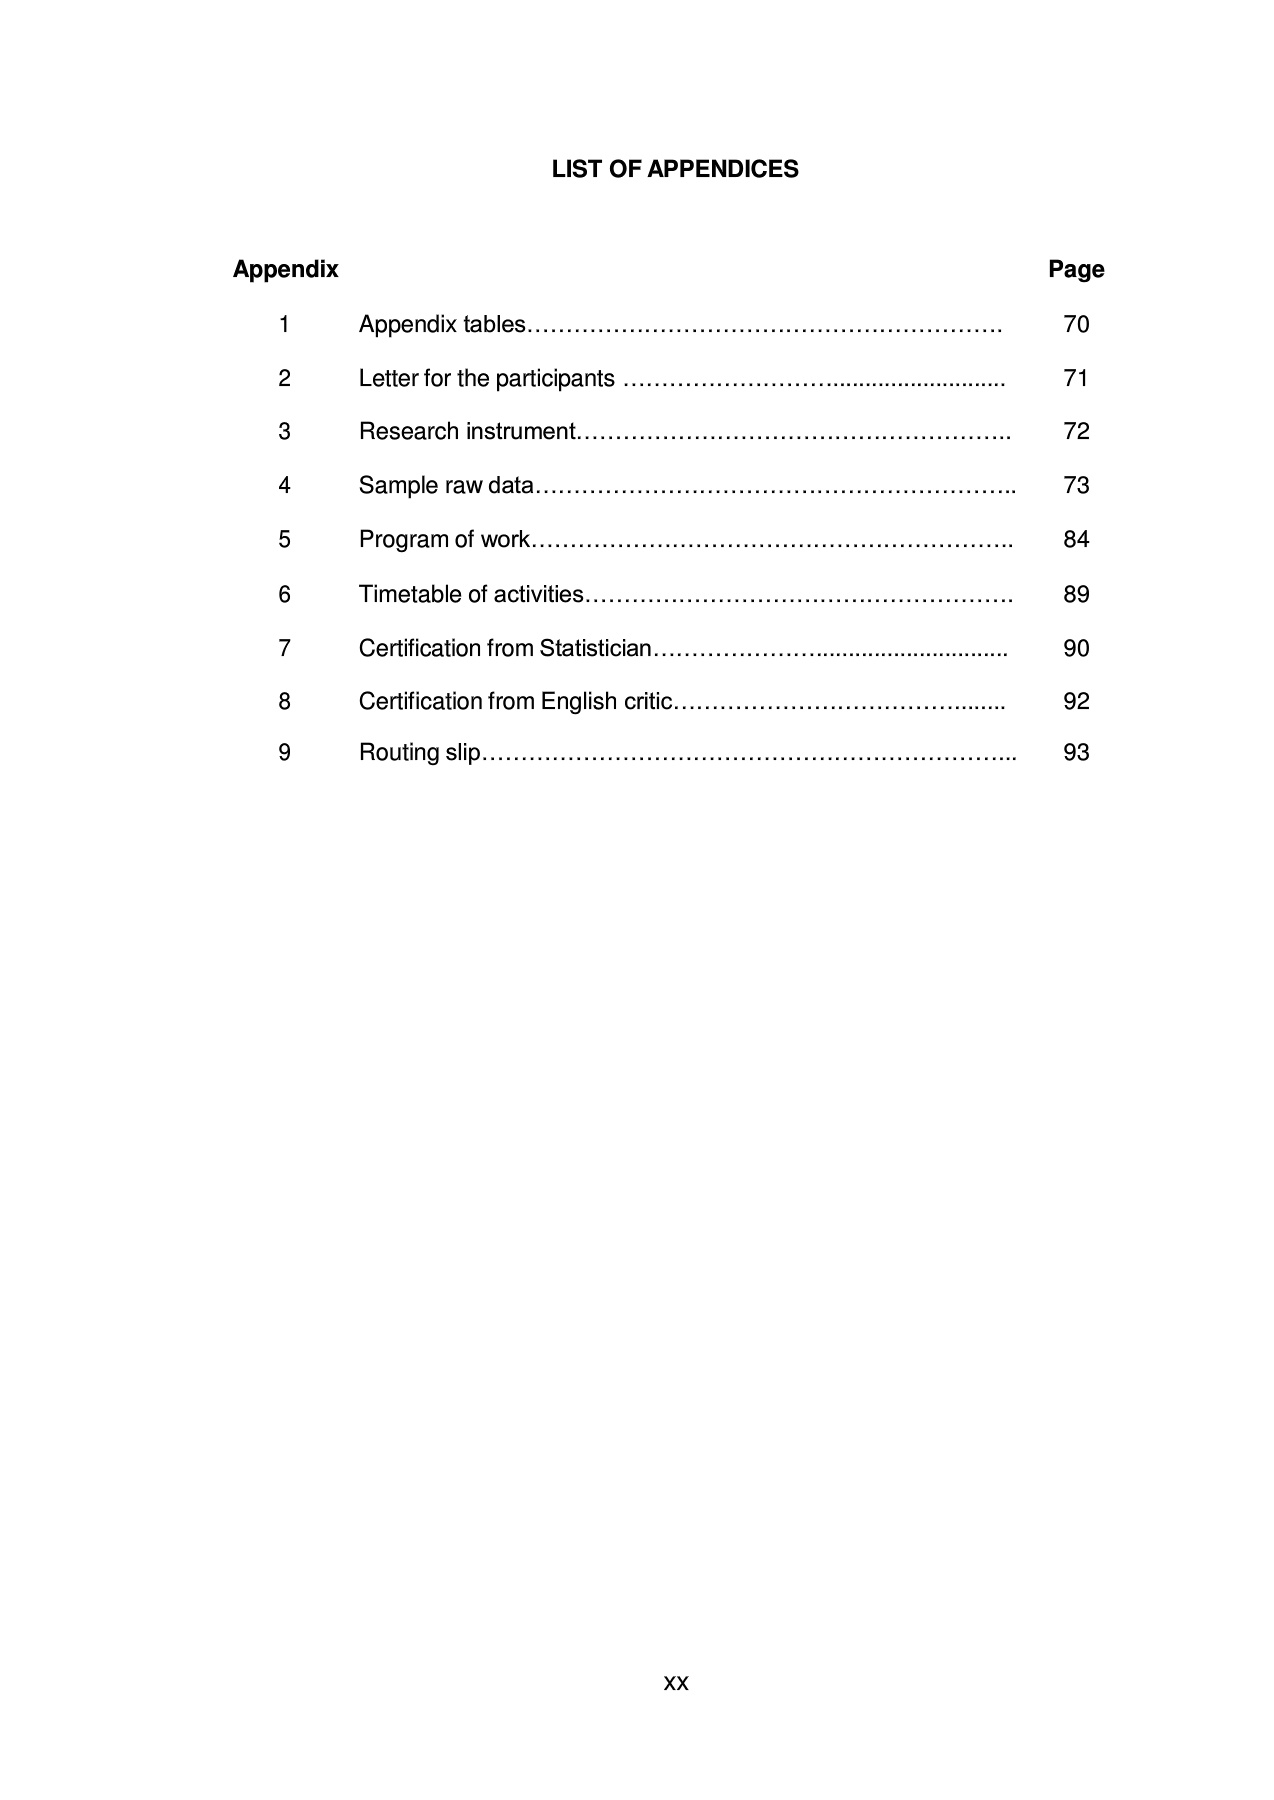 LIST OF APPENDICES
Appendix Page
1 Appendix tables……………………………………………………. 70
2 Letter for the participants ……………………............................ 71
3 Research instrument……………………………………………….. 72
4 Sample raw data…………………………………………………….. 73
5 Program of work…………………………………………………….. 84
6 Timetable of activities………………………………………………. 89
7 Certification from Statistician…………………............................... 90
8 Certification from English critic………………………………........ 92
9 Routing slip…………………………………………………………... 93
xx